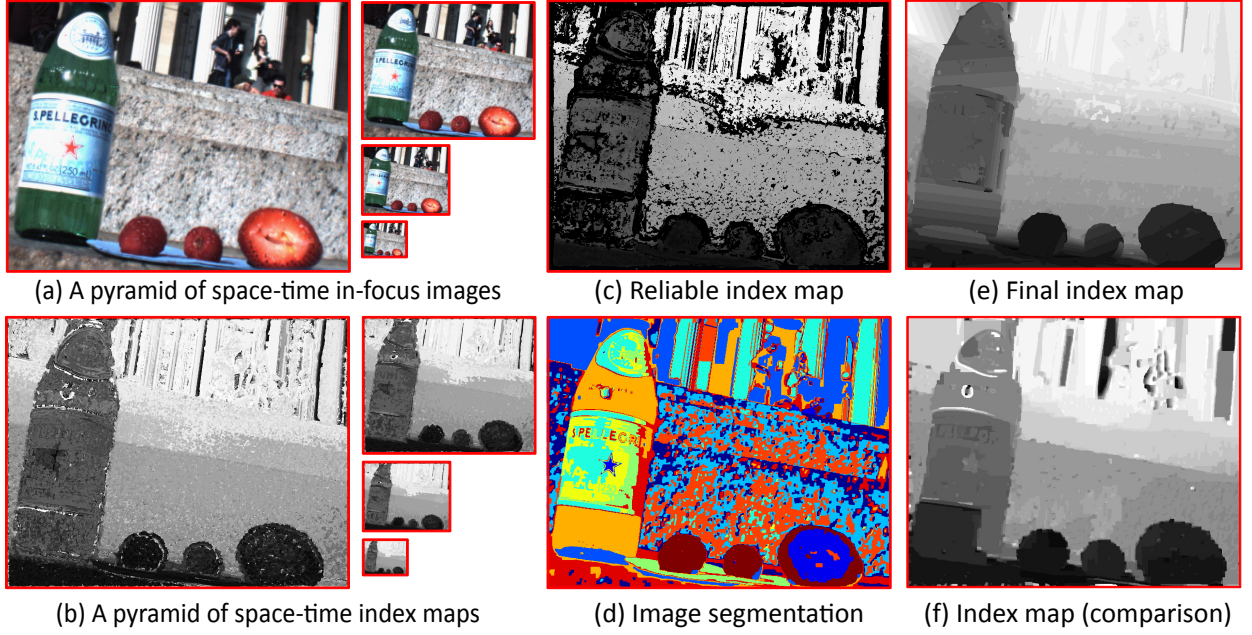 S.PELLEGRINO
(a) A pyramid of space-time in-focus images
(c) Reliable index map
(e) Final index map
S.PELLEGRI
(b) A pyramid of space-time index maps
(d) Image segmentation
(f) Index map (comparison)